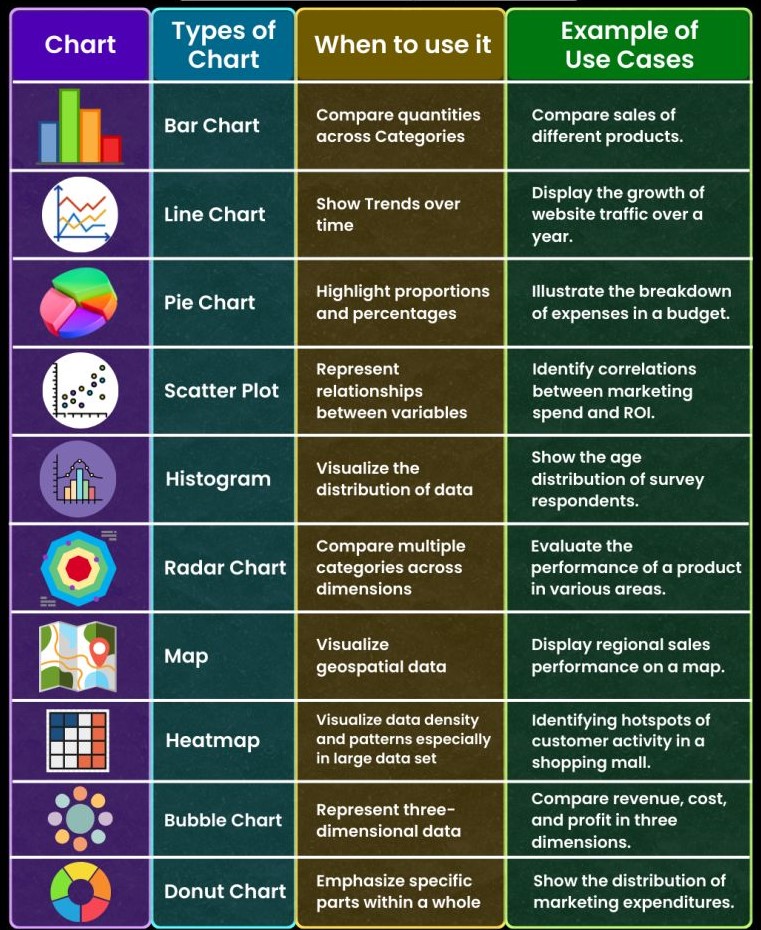 Chart
Types of
Chart
When to use it
Example of
Use Cases
Bar Chart
Compare quantities
across Categories
Compare sales of
different products.
Line Chart
Show Trends over
time
Display the growth of
website traffic over a
year.
Pie Chart
Highlight proportions
and percentages
Illustrate the breakdown
of expenses in a budget.
Scatter Plot
Represent
relationships
between variables
Identify correlations
between marketing
spend and ROI.
Histogram
Visualize the
distribution of data
Show the age
distribution of survey
respondents.
Radar Chart
Compare multiple
categories across
dimensions
Evaluate the
performance of a product
in various areas.
Map
Visualize
geospatial data
Display regional sales
performance on a map.
Heatmap
Visualize data density
and patterns especially
in large data set
Identifying hotspots of
customer activity in a
shopping mall.
Bubble Chart
Represent three-
dimensional data
Compare revenue, cost,
and profit in three
dimensions.
Donut Chart
Emphasize specific
parts within a whole
Show the distribution of
marketing expenditures.